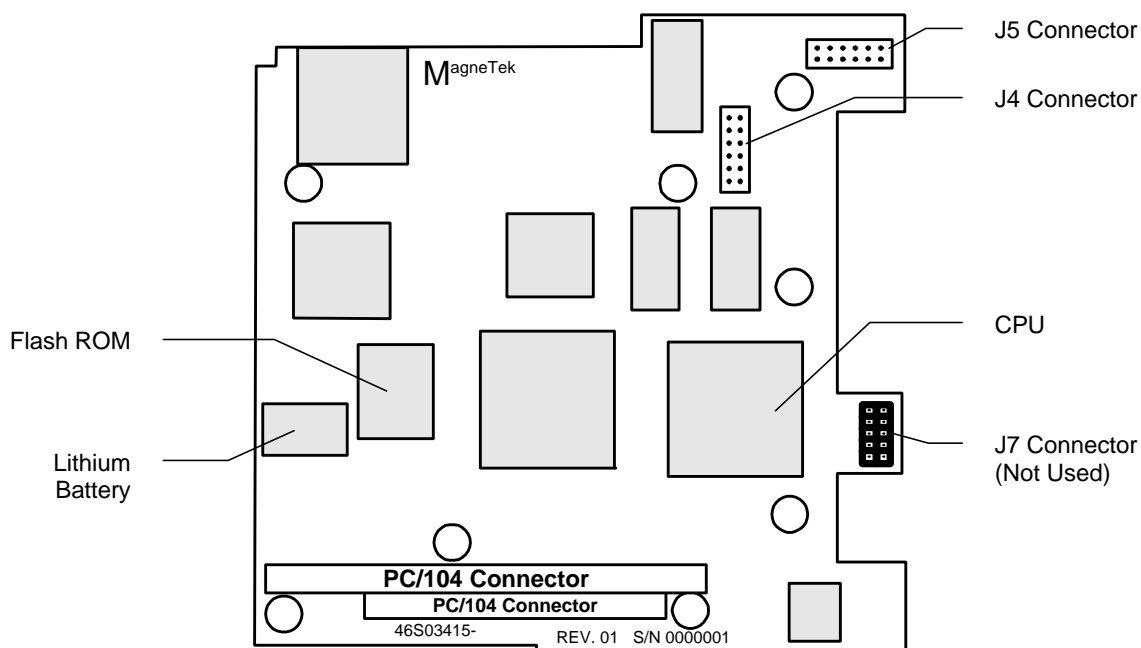 MagneTek
J5 Connector
J4 Connector
Flash ROM
CPU
Lithium
Battery
J7 Connector
(Not Used)
PC/104 Connector
PC/104 Connector
46S03415-
REV. 01 S/N 0000001